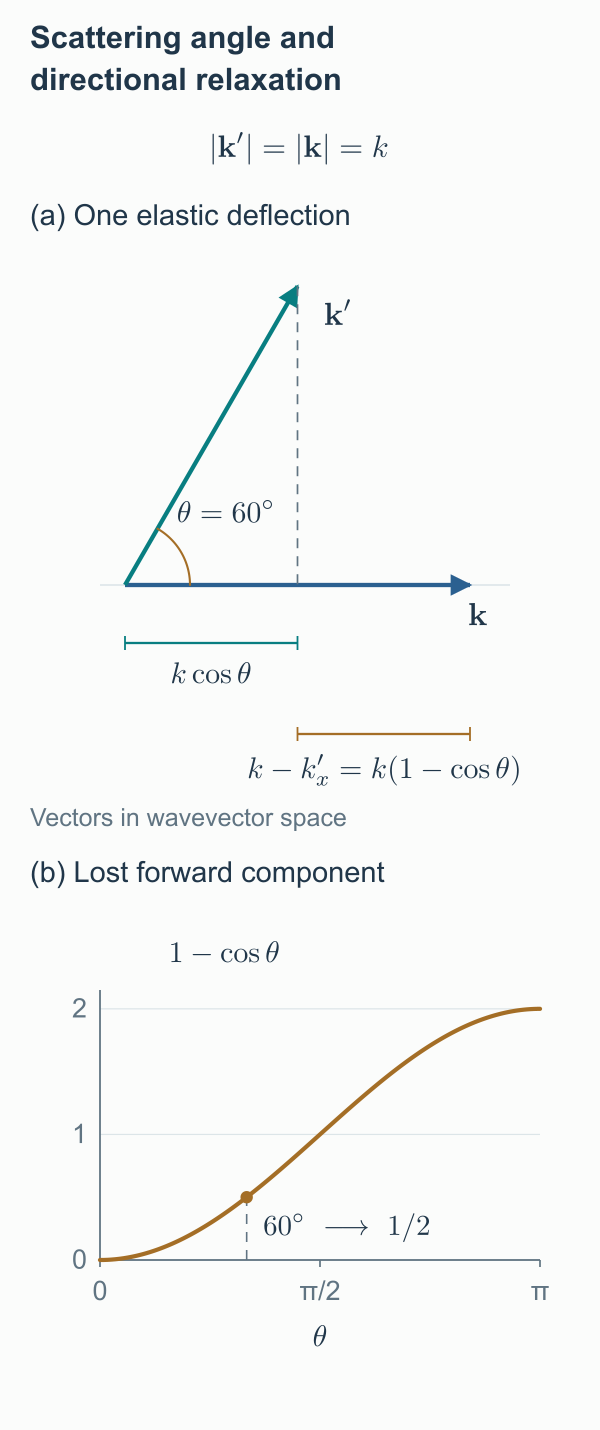 Scattering angle and
directional relaxation
|𝐤′| = |𝐤| = k
(a) One elastic deflection
𝐤′
θ = 60°
𝐤
k cos θ
k − k′ₓ = k(1 − cos θ)
Vectors in wavevector space
(b) Lost forward component
1 − cos θ
2
1
60° ⟶ 1/2
0
0 π/2 π
θ